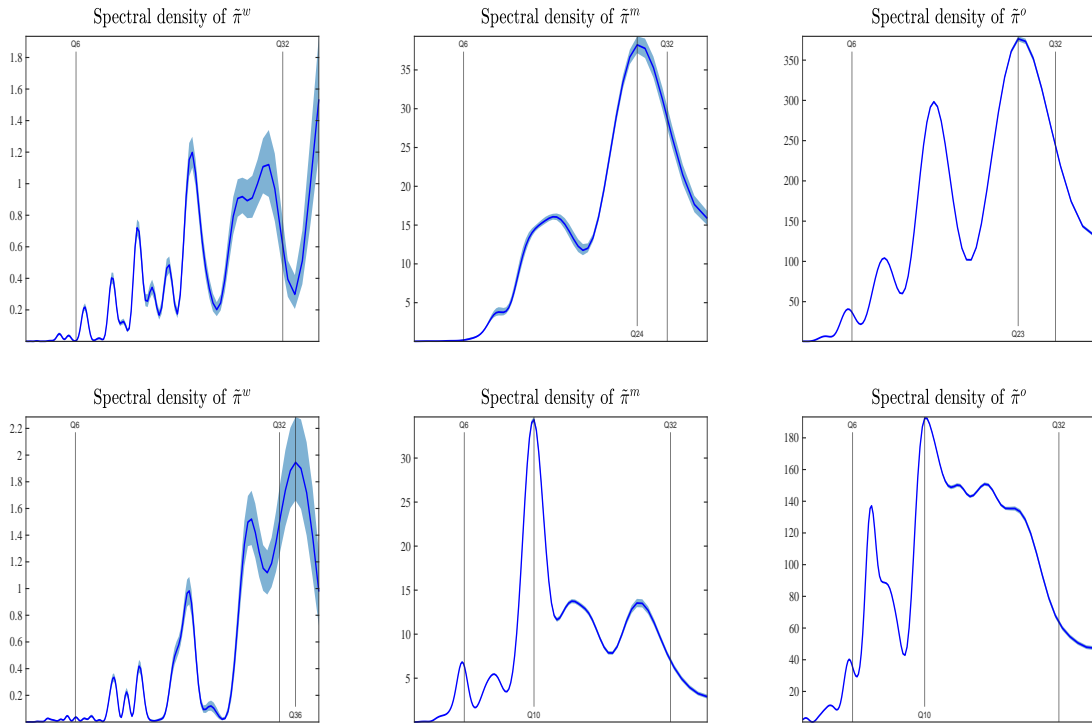 Spectral density of π̃ʷ
Spectral density of π̃ᵐ
Spectral density of π̃ᵒ
Q6
Q32
1.8
1.6
1.4
1.2
1
0.8
0.6
0.4
0.2
Q6
Q32
35
30
25
20
15
10
5
Q24
Q6
Q32
350
300
250
200
150
100
50
Q23
Spectral density of π̃ʷ
Spectral density of π̃ᵐ
Spectral density of π̃ᵒ
Q6
Q32
2.2
2
1.8
1.6
1.4
1.2
1
0.8
0.6
0.4
0.2
Q36
Q6
Q32
30
25
20
15
10
5
Q10
Q6
Q32
180
160
140
120
100
80
60
40
20
Q10